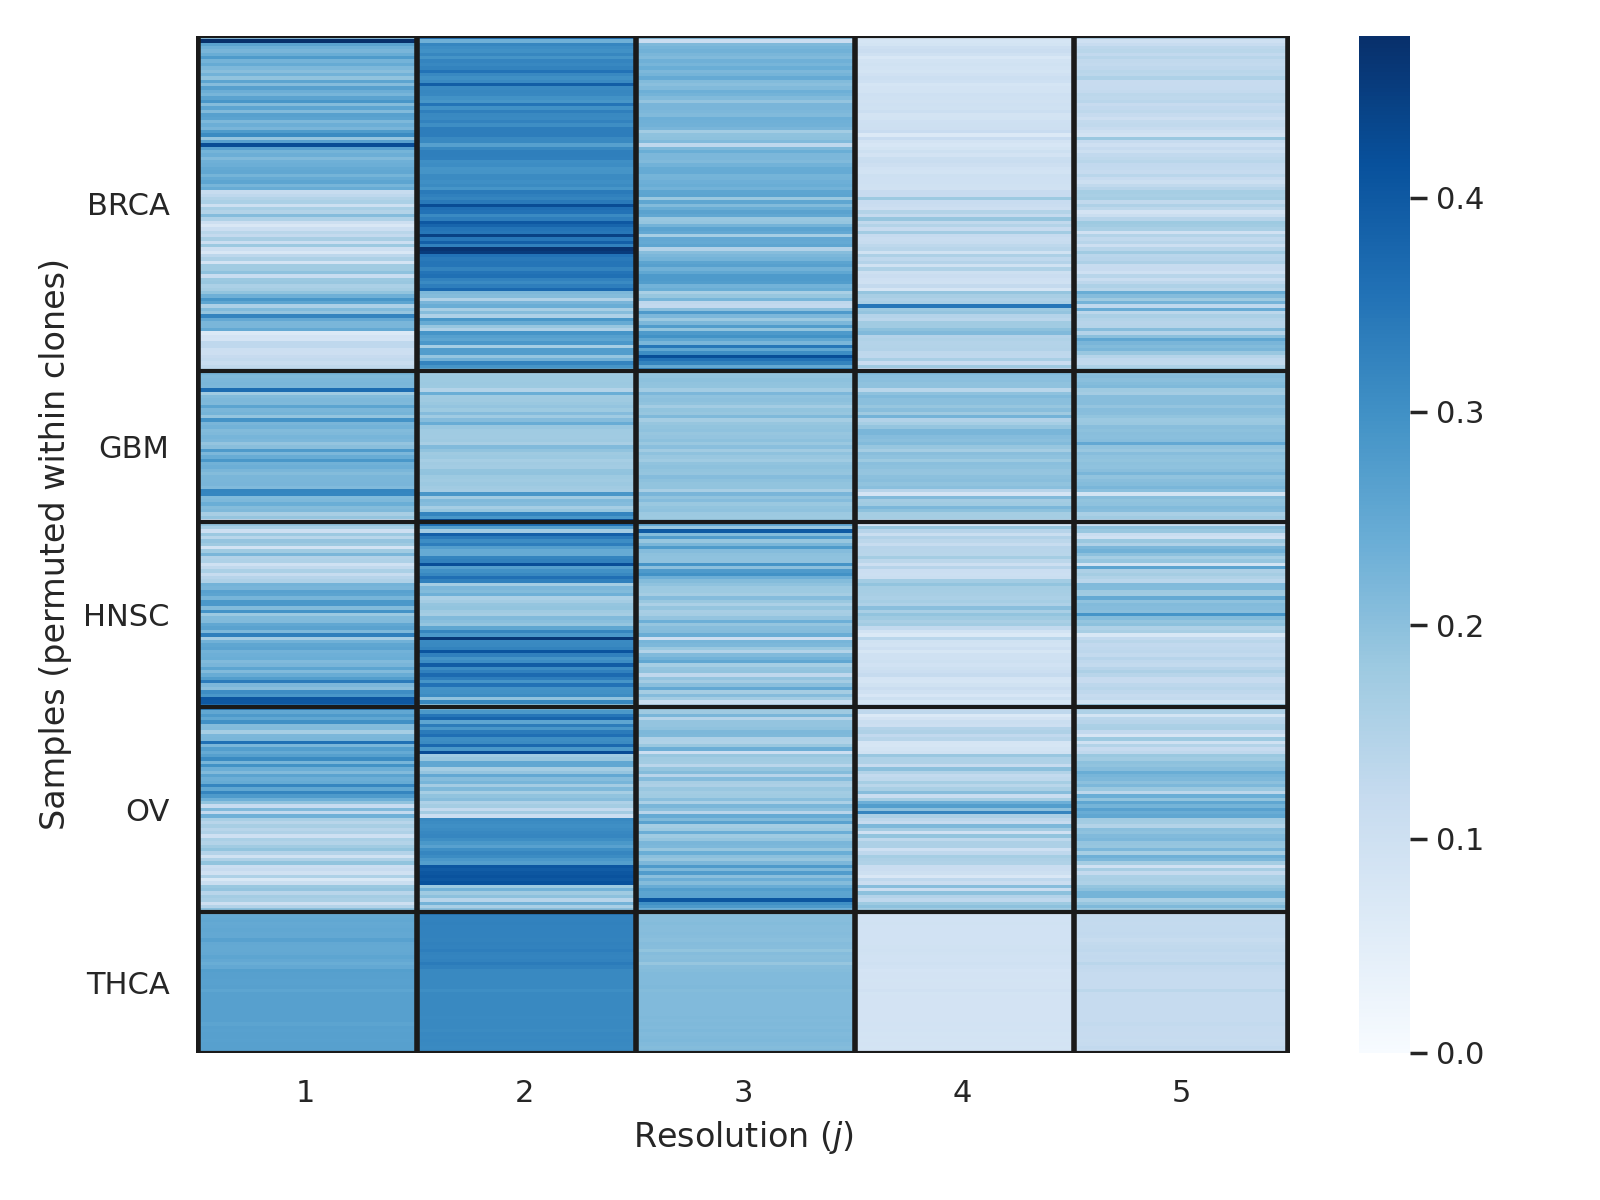 Samples (permuted within clones)
BRCA
GBM
HNSC
OV
THCA
1 2 3 4 5
Resolution (j)
0.4
0.3
0.2
0.1
0.0